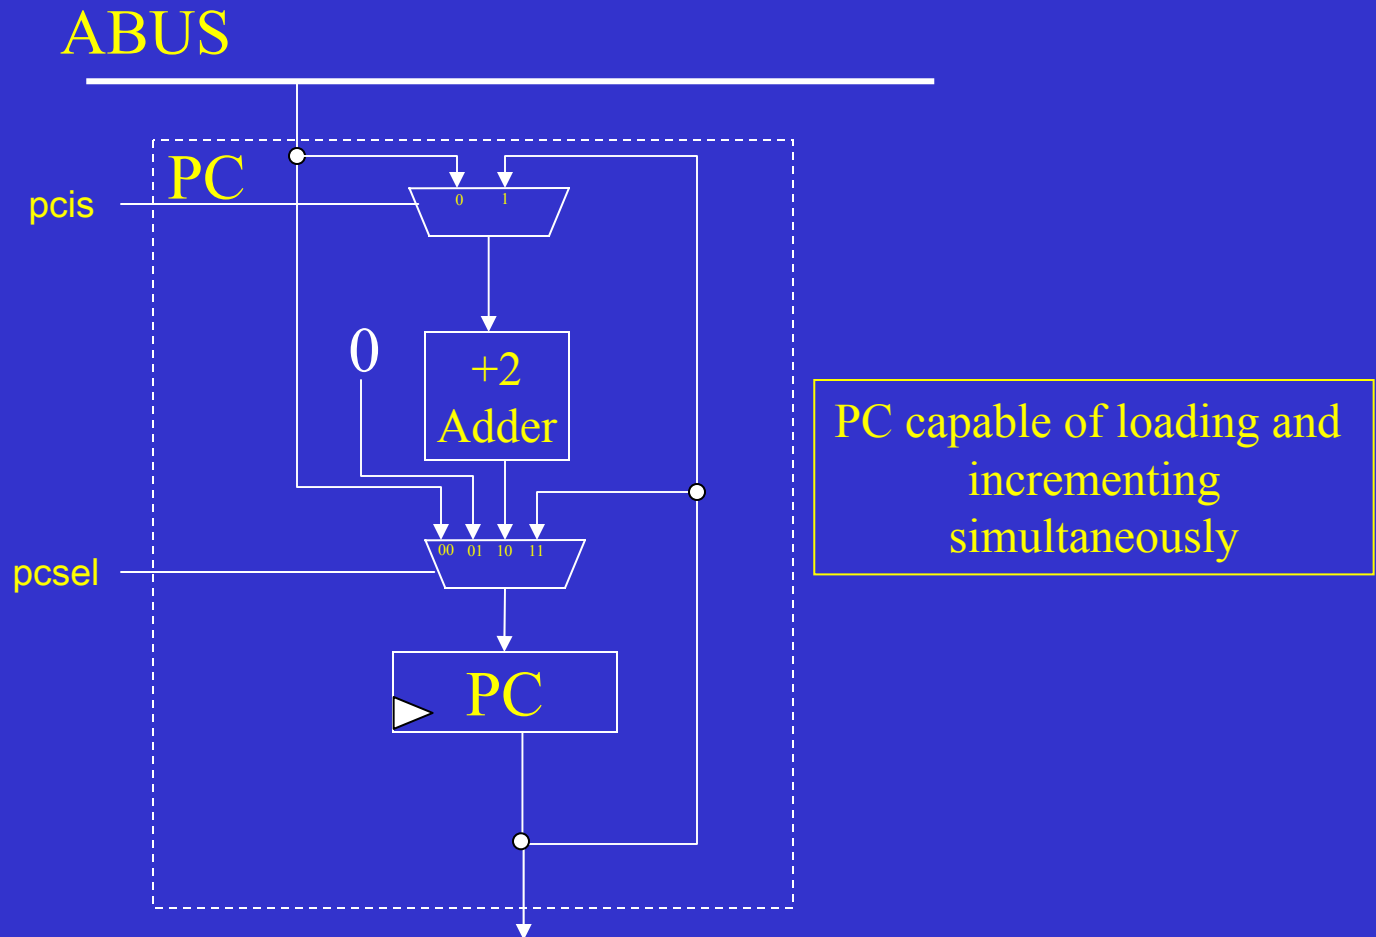 ABUS
PC
pcis
0 1
0
+2
Adder
00 01 10 11
pcsel
PC
PC capable of loading and
incrementing
simultaneously